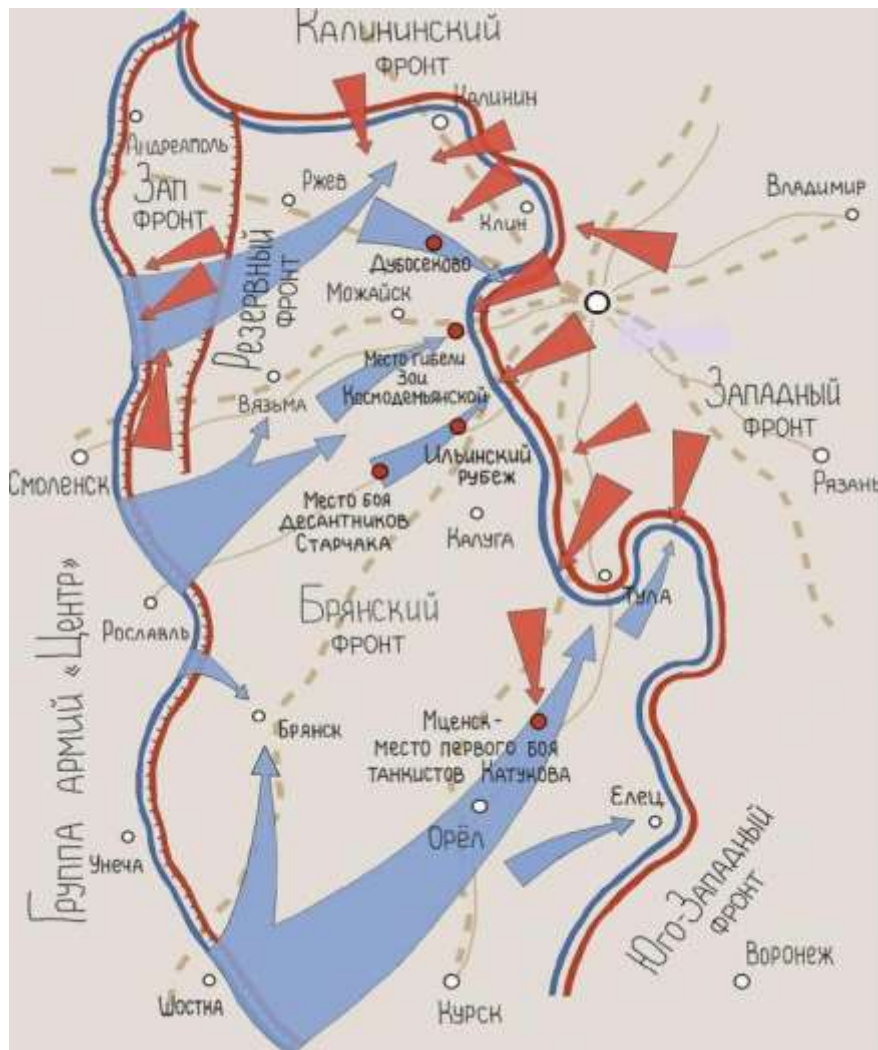 Калининский
фронт
Калинин
Андреаполь
Зап
фронт
Ржев
Владимир
Клин
Дубосеково
Резервный
фронт
Можайск
Место гибели
Зои
Космодемьянской
Вязьма
Западный
фронт
Смоленск
Ильинский
рубеж
Рязань
Место боя
десантников
Старчака
Калуга
Группа армий «Центр»
Рославль
Брянский
фронт
Тула
Брянск
Мценск-
место первого боя
танкистов Катукова
Орёл
Елец
Унеча
Юго-Западный
фронт
Воронеж
Шостка
Курск